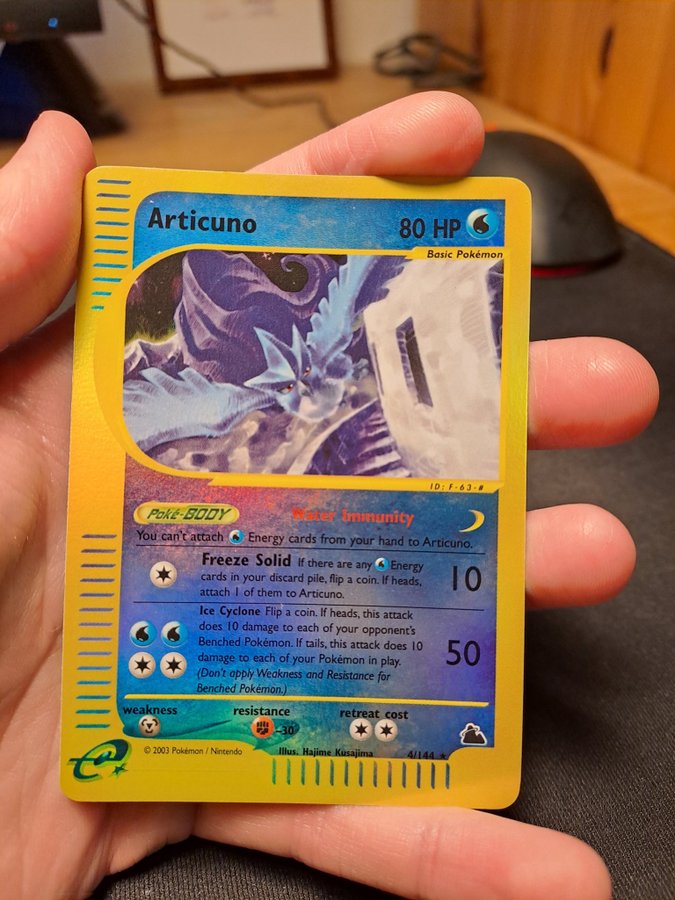 Articuno 80 HP
Basic Pokémon
ID: F-63-#
Poké-BODY Water Immunity
You can't attach Energy cards from your hand to Articuno.
Freeze Solid If there are any Energy
cards in your discard pile, flip a coin. If heads,
attach 1 of them to Articuno.
10
Ice Cyclone Flip a coin. If heads, this attack
does 10 damage to each of your opponent's
Benched Pokémon. If tails, this attack does 10
damage to each of your Pokémon in play.
(Don't apply Weakness and Resistance for
Benched Pokémon.)
50
weakness resistance retreat cost
-30
e
© 2003 Pokémon / Nintendo Illus. Hajime Kusajima 4/144 ★